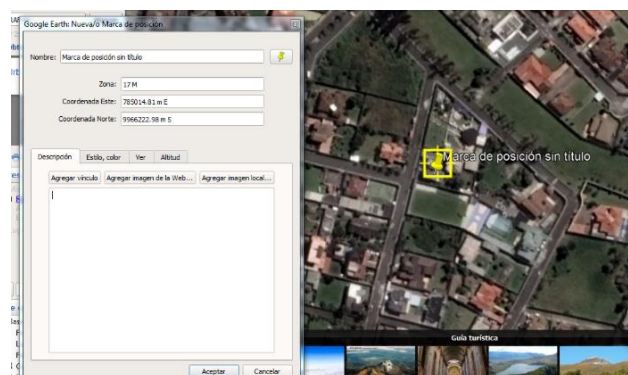 Google Earth: Nueva/o Marca de posición
Nombre: Marca de posición sin título
Zona: 17 M
Coordenada Este: 785014.81 m E
Coordenada Norte: 9966222.98 m S
Descripción Estilo, color Ver Altitud
Agregar vínculo Agregar imagen de la Web... Agregar imagen local...
Aceptar Cancelar
Marca de posición sin título
Guía turística